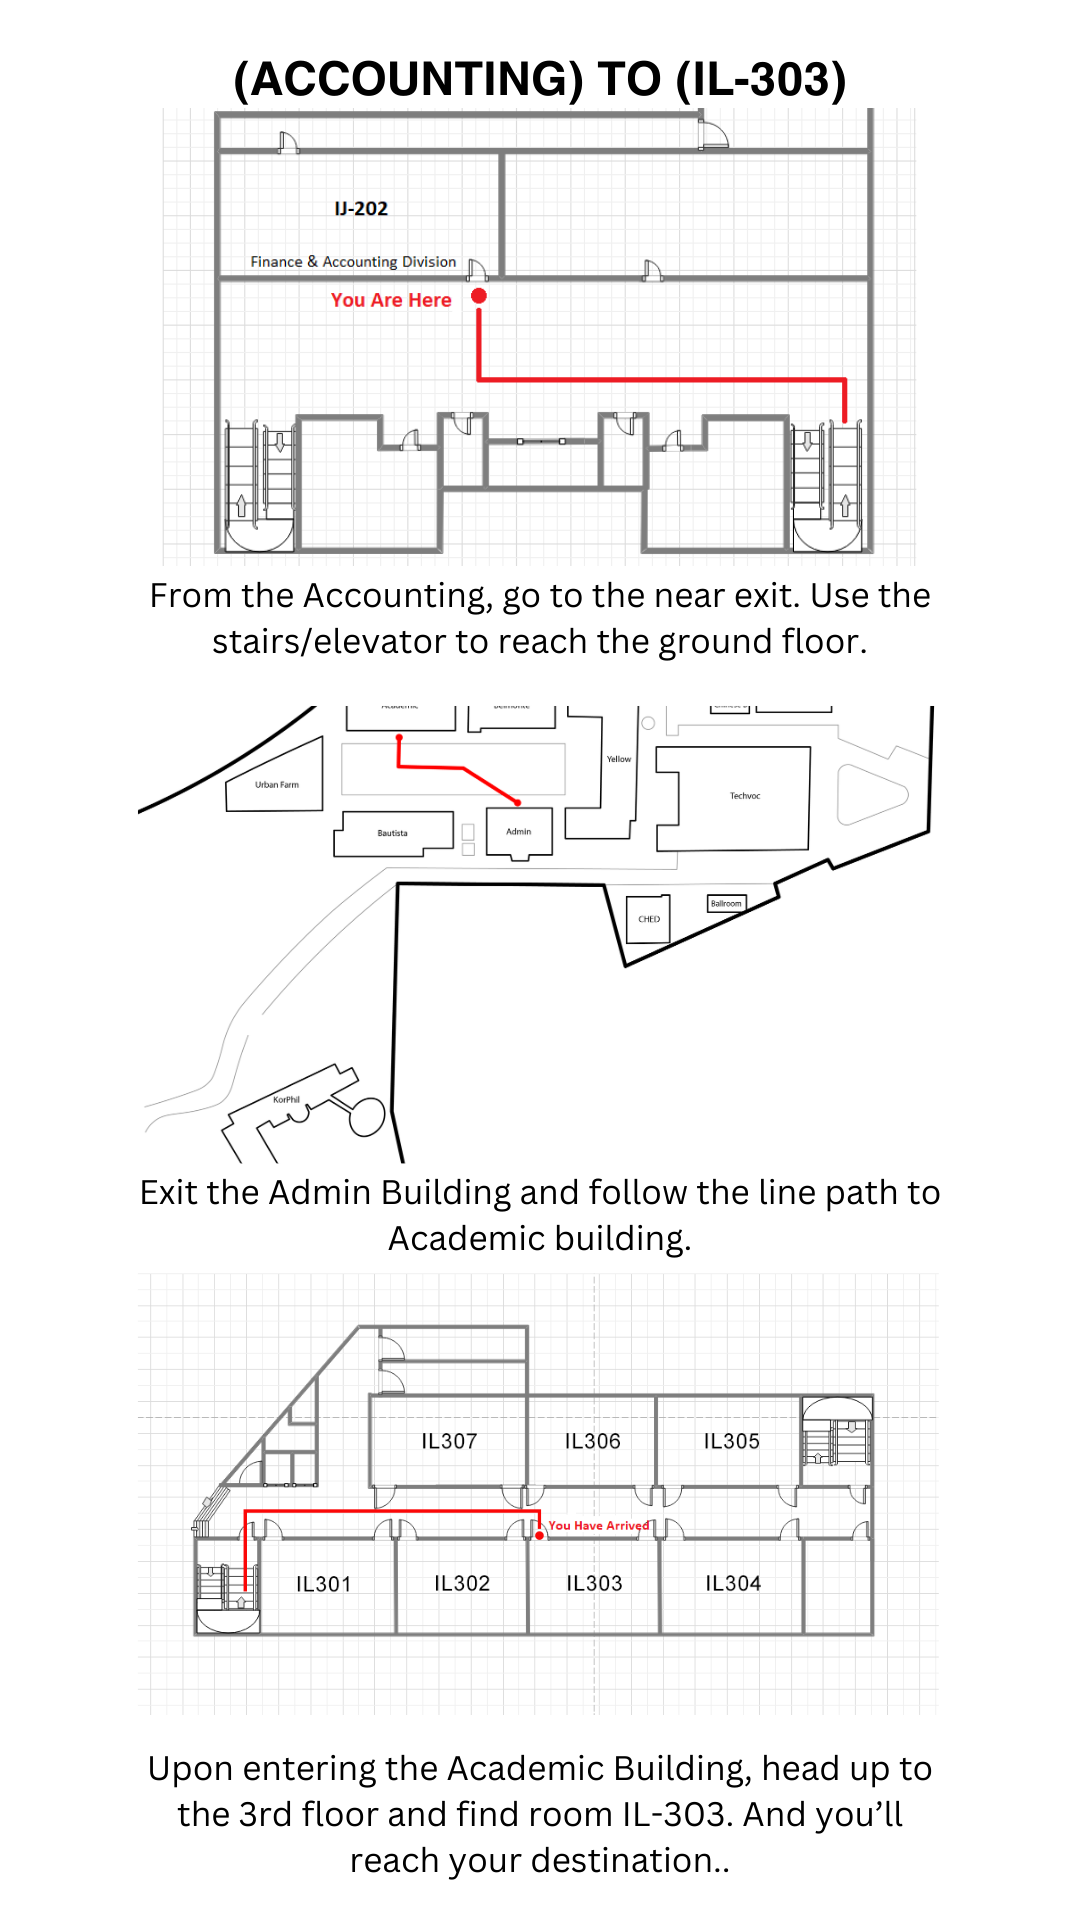 (ACCOUNTING) TO (IL-303)
IJ-202
Finance & Accounting Division
You Are Here
From the Accounting, go to the near exit. Use the
stairs/elevator to reach the ground floor.
Academic
Belmonte
Urban Farm
Yellow
Techvoc
Bautista
Admin
CHED
Ballroom
KorPhil
Exit the Admin Building and follow the line path to
Academic building.
IL307
IL306
IL305
You Have Arrived
IL301
IL302
IL303
IL304
Upon entering the Academic Building, head up to
the 3rd floor and find room IL-303. And you’ll
reach your destination..